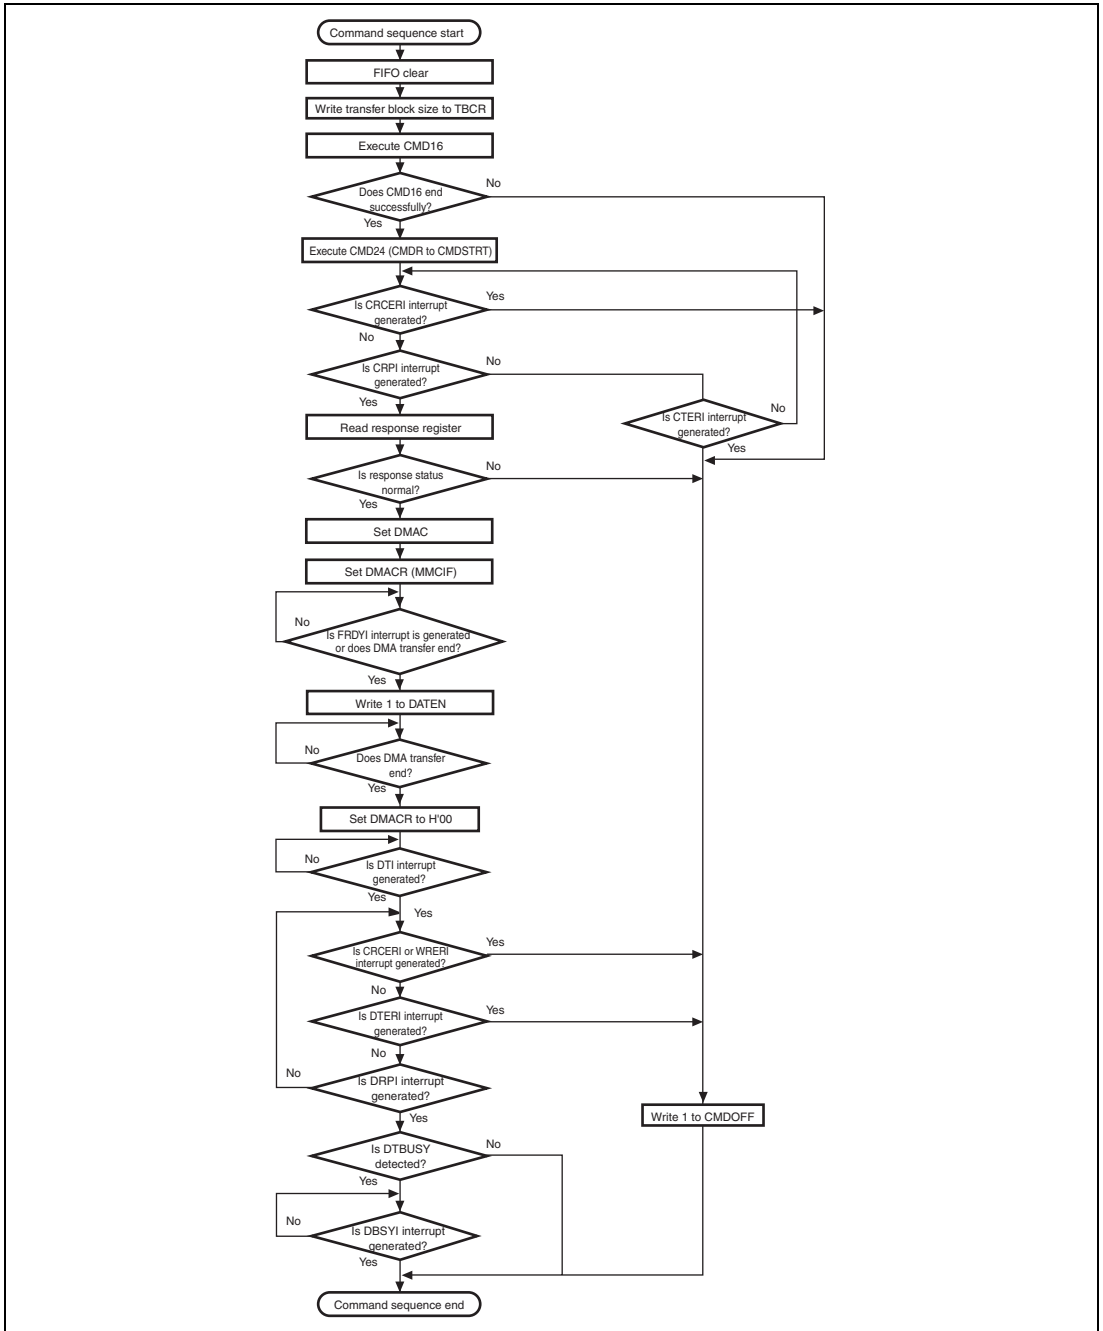 Command sequence start
FIFO clear
Write transfer block size to TBCR
Execute CMD16
Does CMD16 end
successfully?
No
Yes
Execute CMD24 (CMDR to CMDSTRT)
Is CRCERI interrupt
generated?
Yes
No
Is CRPI interrupt
generated?
No
Yes
Is CTERI interrupt
generated?
No
Yes
Read response register
Is response status
normal?
No
Yes
Set DMAC
Set DMACR (MMCIF)
No
Is FRDYI interrupt is generated
or does DMA transfer end?
Yes
Write 1 to DATEN
No
Does DMA transfer
end?
Yes
Set DMACR to H'00
No
Is DTI interrupt
generated?
Yes
Yes
Is CRCERI or WRERI
interrupt generated?
Yes
No
Is DTERI interrupt
generated?
Yes
No
No
Is DRPI interrupt
generated?
Yes
Write 1 to CMDOFF
Is DTBUSY
detected?
No
Yes
No
Is DBSYI interrupt
generated?
Yes
Command sequence end